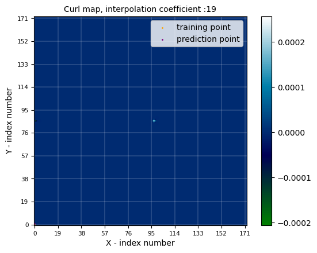 Curl map, interpolation coefficient :19
training point
prediction point
Y - index number
171
152
133
114
95
76
57
38
19
0
0 19 38 57 76 95 114 133 152 171
X - index number
0.0002
0.0001
0.0000
−0.0001
−0.0002